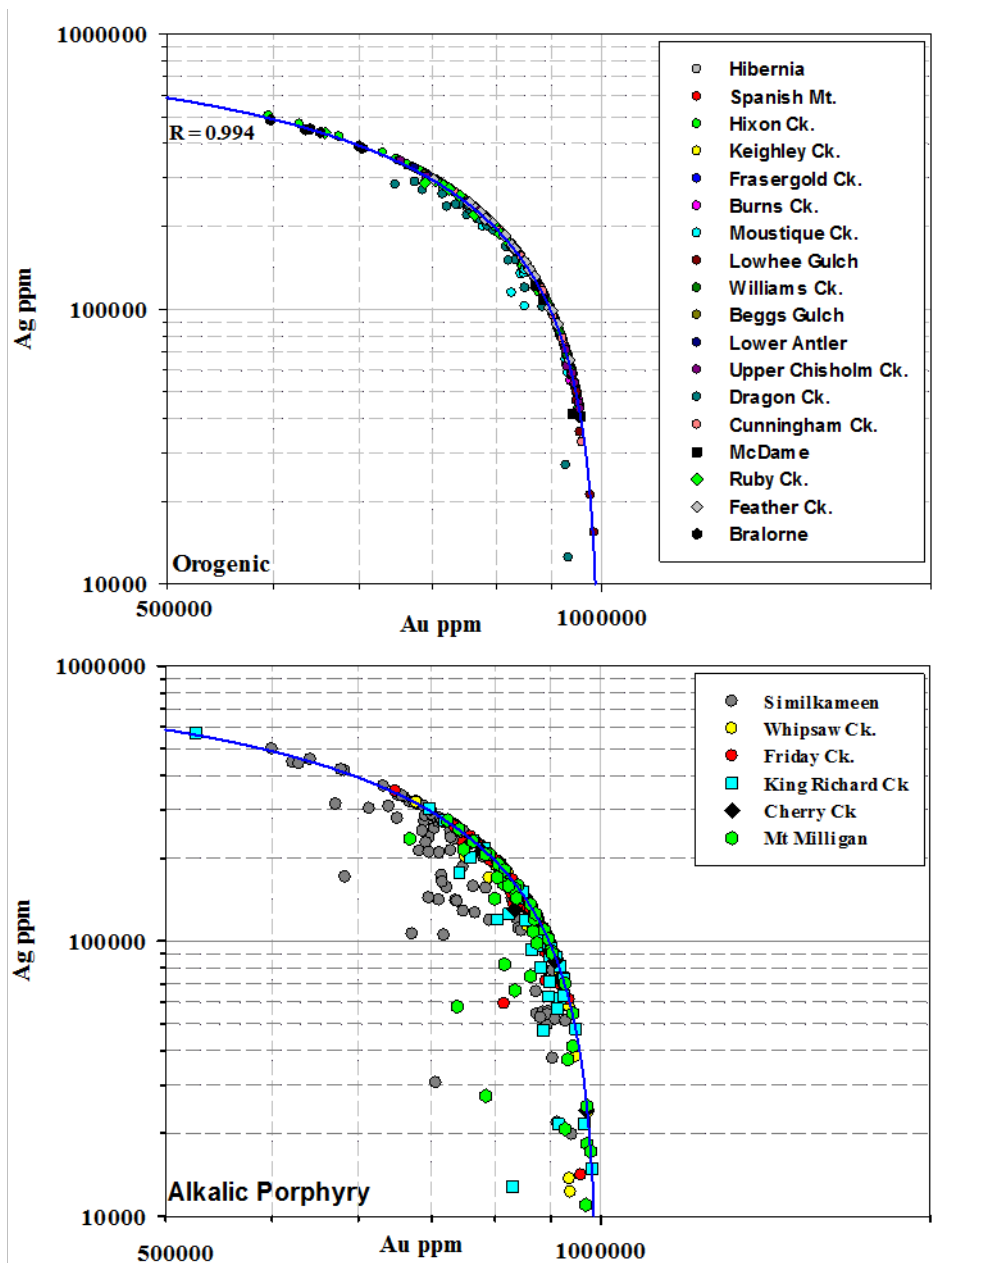 1000000
R = 0.994
Hibernia
Spanish Mt.
Hixon Ck.
Keighley Ck.
Frasergold Ck.
Burns Ck.
Moustique Ck.
Lowhee Gulch
Williams Ck.
Beggs Gulch
Lower Antler
Upper Chisholm Ck.
Dragon Ck.
Cunningham Ck.
McDame
Ruby Ck.
Feather Ck.
Bralorne
Ag ppm
100000
Orogenic
10000
500000
Au ppm
1000000
1000000
Similkameen
Whipsaw Ck.
Friday Ck.
King Richard Ck
Cherry Ck
Mt Milligan
Ag ppm
100000
Alkalic Porphyry
10000
500000
Au ppm
1000000